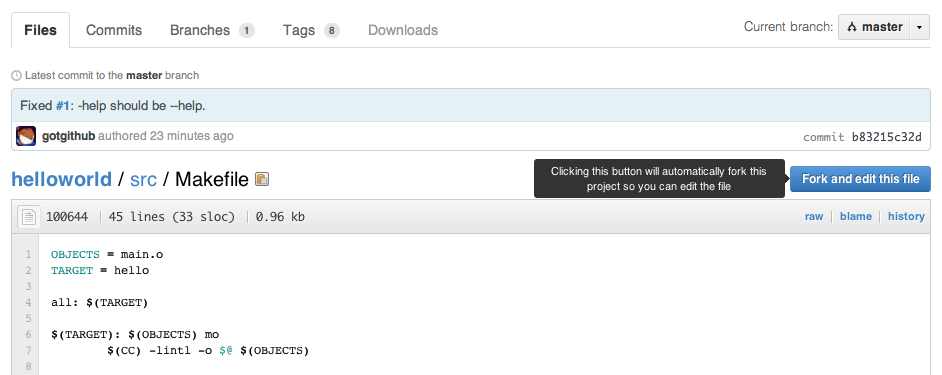 Files Commits Branches 1 Tags 8 Downloads Current branch: master
Latest commit to the master branch
Fixed #1: -help should be --help.
gotgithub authored 23 minutes ago commit b83215c32d
helloworld / src / Makefile
Clicking this button will automatically fork this
project so you can edit the file
Fork and edit this file
100644 45 lines (33 sloc) 0.96 kb raw blame history
1 OBJECTS = main.o
2 TARGET = hello
3
4 all: $(TARGET)
5
6 $(TARGET): $(OBJECTS) mo
7 $(CC) -lintl -o $@ $(OBJECTS)
8